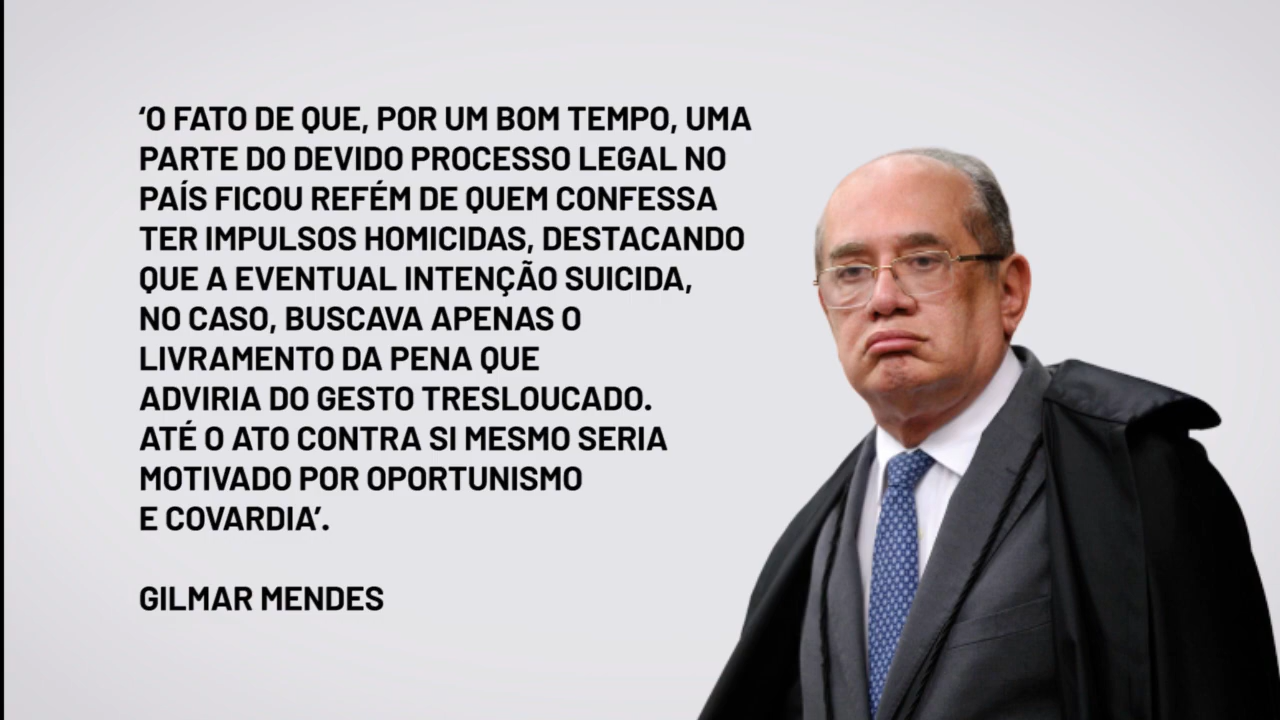 ‘O FATO DE QUE, POR UM BOM TEMPO, UMA
PARTE DO DEVIDO PROCESSO LEGAL NO
PAÍS FICOU REFÉM DE QUEM CONFESSA
TER IMPULSOS HOMICIDAS, DESTACANDO
QUE A EVENTUAL INTENÇÃO SUICIDA,
NO CASO, BUSCAVA APENAS O
LIVRAMENTO DA PENA QUE
ADVIRIA DO GESTO TRESLOUCADO.
ATÉ O ATO CONTRA SI MESMO SERIA
MOTIVADO POR OPORTUNISMO
E COVARDIA’.
GILMAR MENDES